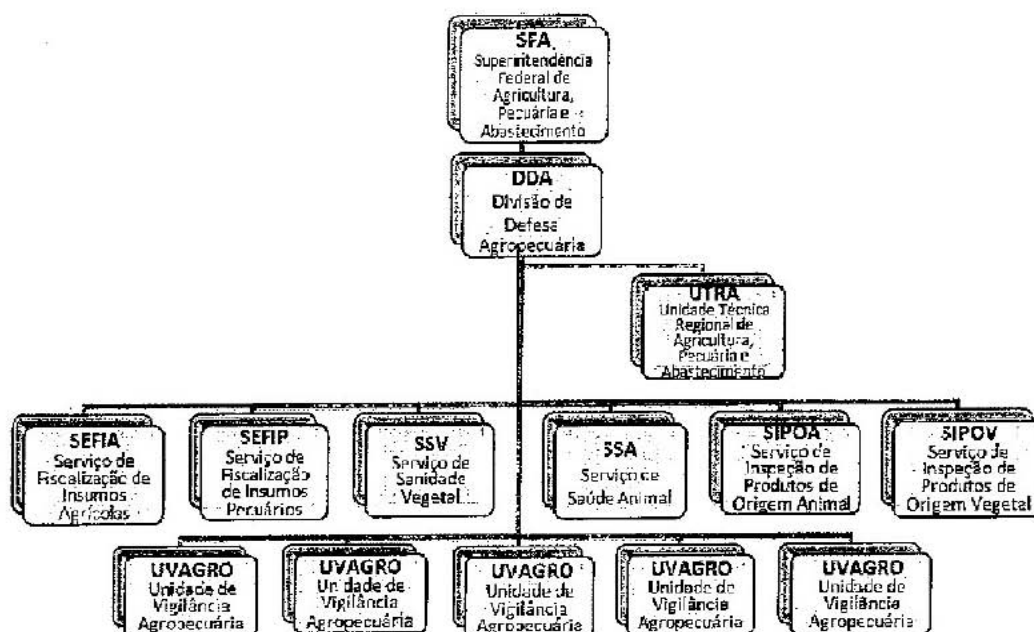 SFA
Superintendência
Federal de
Agricultura,
Pecuária e
Abastecimento
DDA
Divisão de
Defesa
Agropecuária
UTRA
Unidade Técnica
Regional de
Agricultura,
Pecuária e
Abastecimento
SEFIA
Serviço de
Fiscalização de
Insumos
Agrícolas
SEFIP
Serviço de
Fiscalização
de Insumos
Pecuários
SSV
Serviço de
Sanidade
Vegetal
SSA
Serviço de
Saúde Animal
SIPOA
Serviço de
Inspeção de
Produtos de
Origem Animal
SIPOV
Serviço de
Inspeção de
Produtos de
Origem Vegetal
UVAGRO
Unidade de
Vigilância
Agropecuária
UVAGRO
Unidade de
Vigilância
Agropecuária
UVAGRO
Unidade de
Vigilância
Agropecuária
UVAGRO
Unidade de
Vigilância
Agropecuária
UVAGRO
Unidade de
Vigilância
Agropecuária